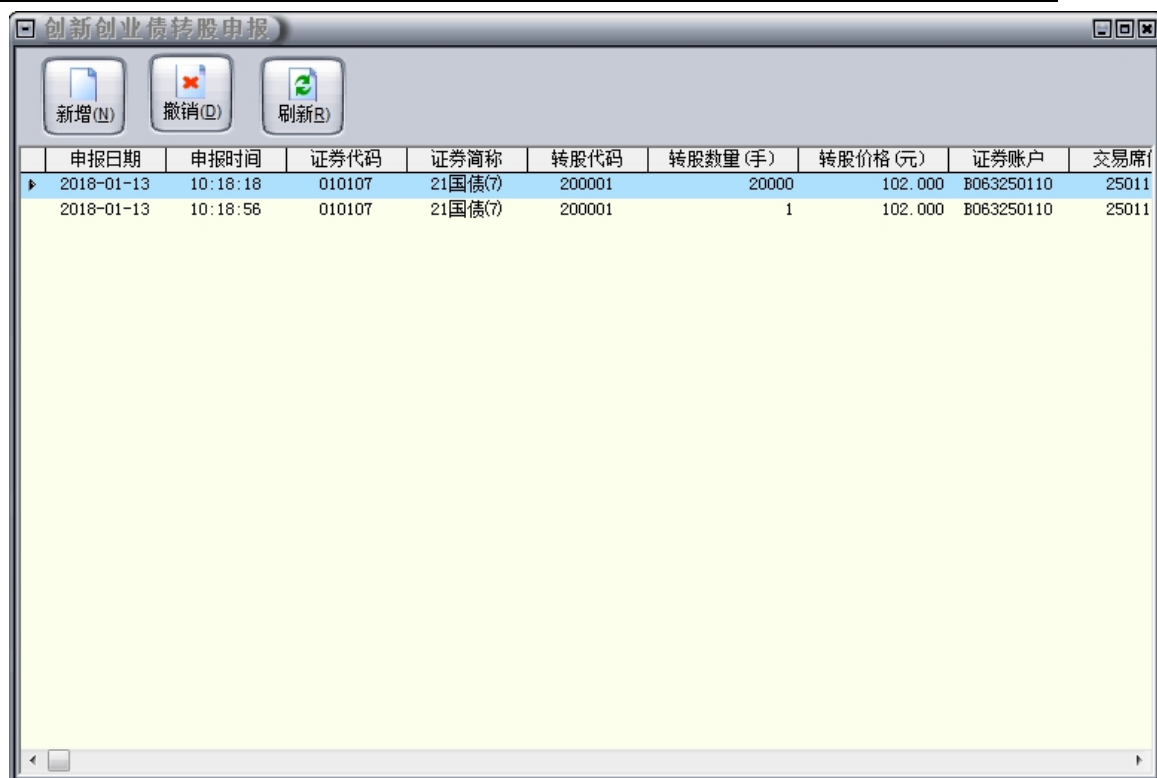 创新创业债转股申报
新增(N) 撤销(D) 刷新R)
申报日期 申报时间 证券代码 证券简称 转股代码 转股数量(手) 转股价格(元) 证券账户 交易席
2018-01-13 10:18:18 010107 21国债(7) 200001 20000 102.000 B063250110 25011
2018-01-13 10:18:56 010107 21国债(7) 200001 1 102.000 B063250110 25011